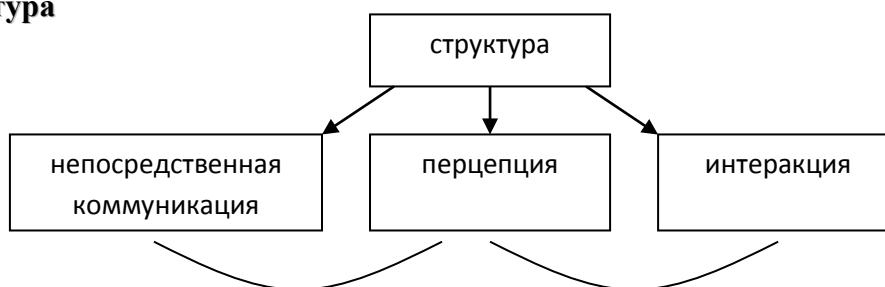 тура
структура
непосредственная
коммуникация
перцепция
интеракция